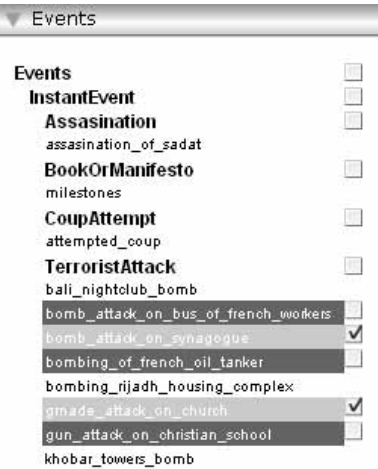 Events
Events
InstantEvent
Assasination
assasination_of_sadat
BookOrManifesto
milestones
CoupAttempt
attempted_coup
TerroristAttack
bali_nightclub_bomb
bomb_attack_on_bus_of_french_workers
bomb_attack_on_synagogue
bombing_of_french_oil_tanker
bombing_rijadh_housing_complex
grnade_attack_on_church
gun_attack_on_christian_school
khobar_towers_bomb